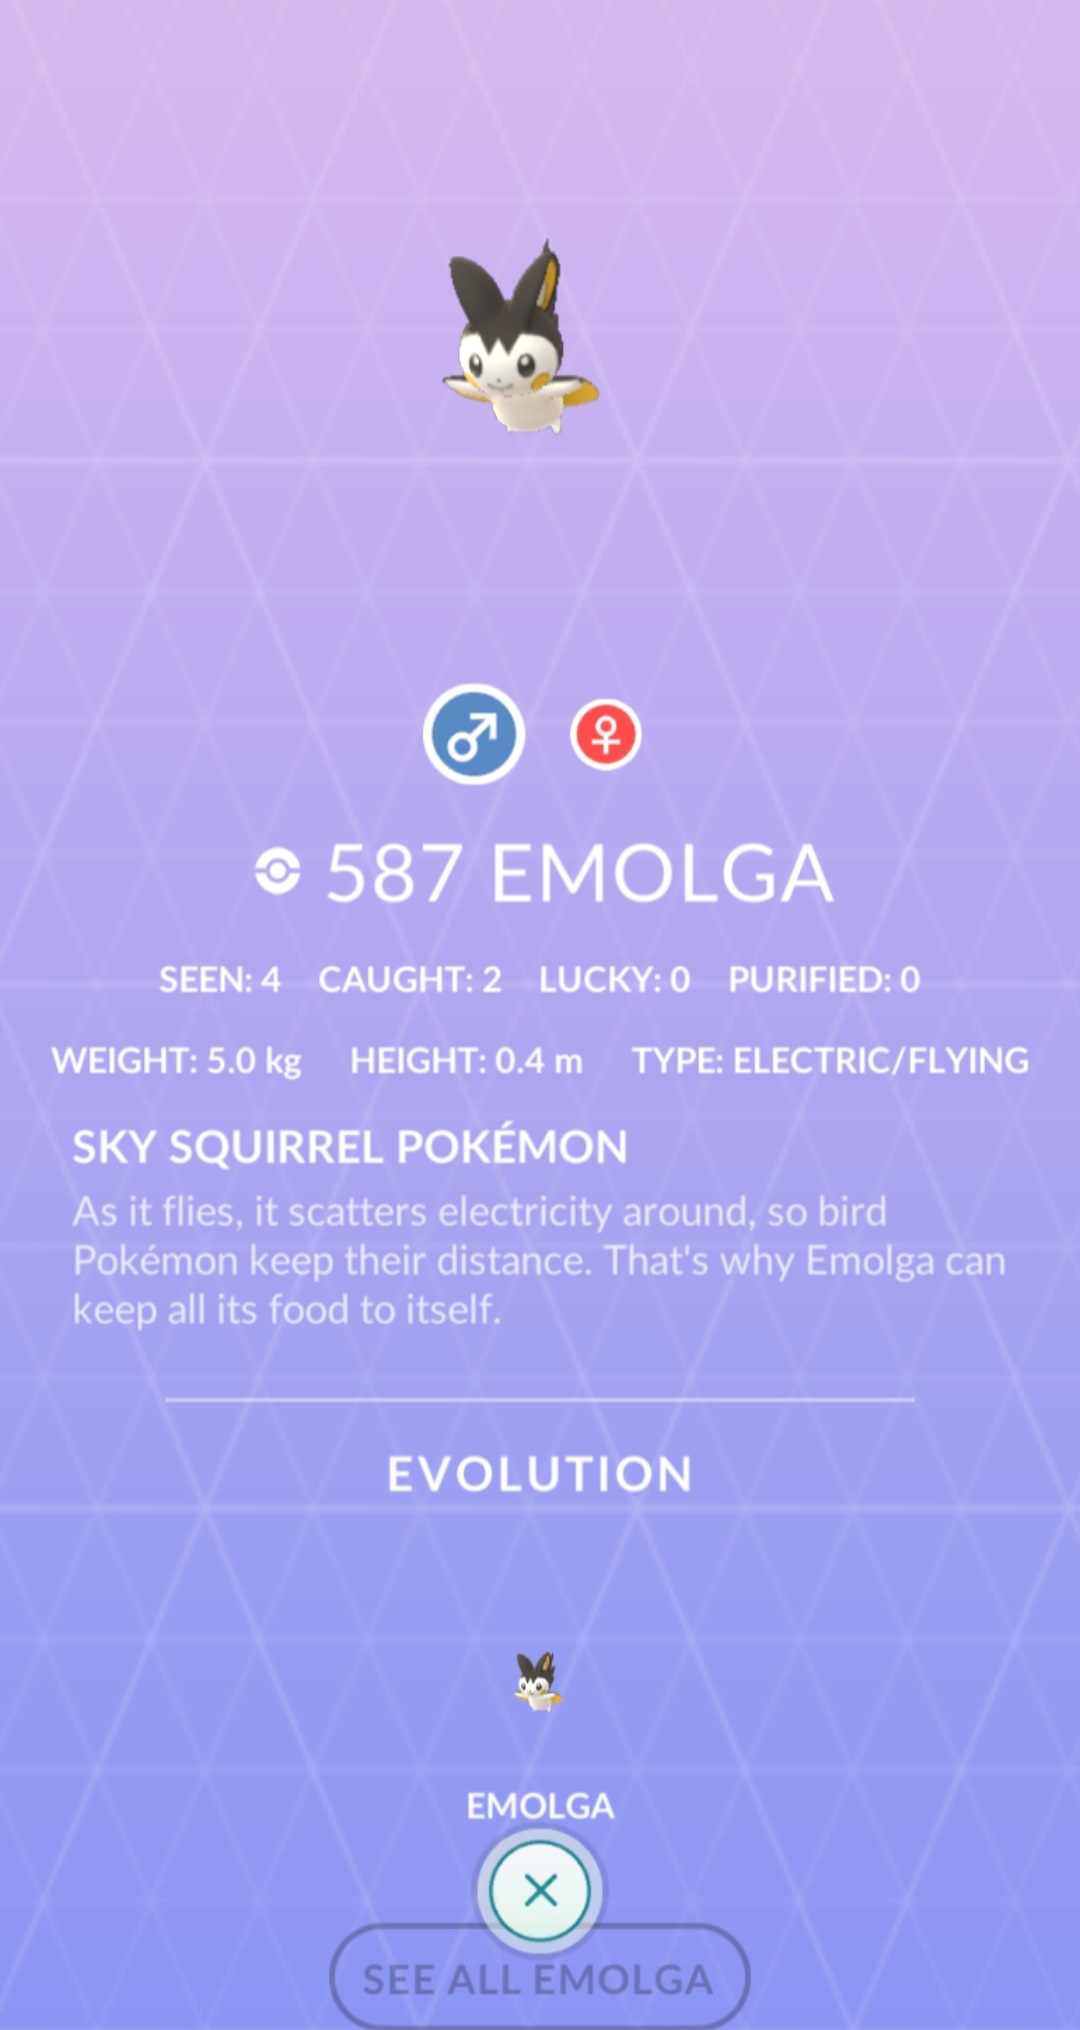 587 EMOLGA
SEEN: 4 CAUGHT: 2 LUCKY: 0 PURIFIED: 0
WEIGHT: 5.0 kg HEIGHT: 0.4 m TYPE: ELECTRIC/FLYING
SKY SQUIRREL POKÉMON
As it flies, it scatters electricity around, so bird
Pokémon keep their distance. That's why Emolga can
keep all its food to itself.
EVOLUTION
EMOLGA
SEE ALL EMOLGA